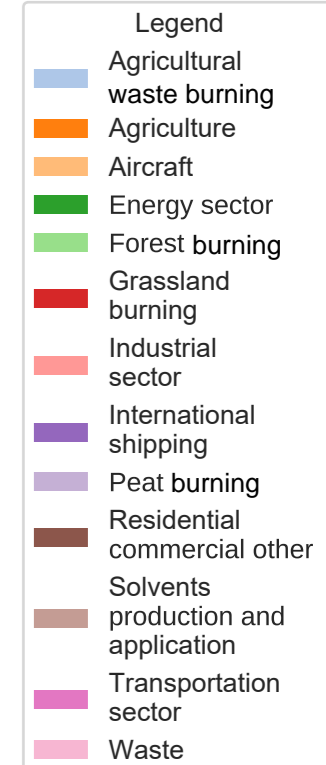 Legend
Agricultural
waste burning
Agriculture
Aircraft
Energy sector
Forest burning
Grassland
burning
Industrial
sector
International
shipping
Peat burning
Residential
commercial other
Solvents
production and
application
Transportation
sector
Waste